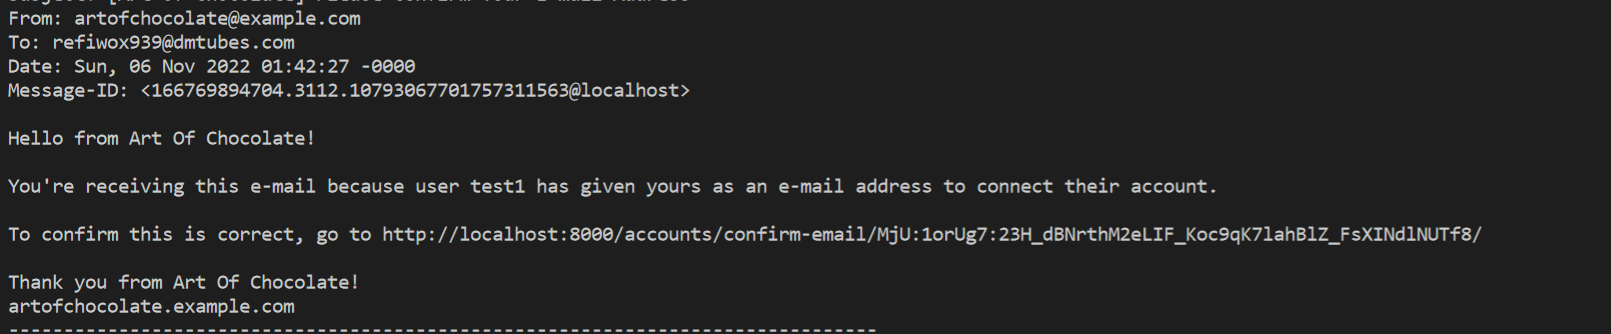 From: artofchocolate@example.com
To: refiwox939@dmtubes.com
Date: Sun, 06 Nov 2022 01:42:27 -0000
Message-ID: <166769894704.3112.10793067701757311563@localhost>
Hello from Art Of Chocolate!
You're receiving this e-mail because user test1 has given yours as an e-mail address to connect their account.
To confirm this is correct, go to http://localhost:8000/accounts/confirm-email/MjU:1orUg7:23H_dBNrthM2eLIF_Koc9qK7lahBlZ_FsXINdlNUTf8/
Thank you from Art Of Chocolate!
artofchocolate.example.com
-------------------------------------------------------------------------------